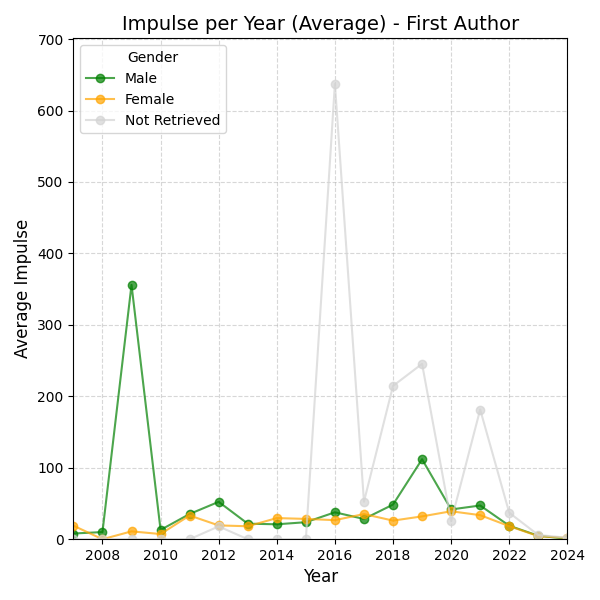 Impulse per Year (Average) - First Author
Gender
Male
Female
Not Retrieved
Average Impulse
700
600
500
400
300
200
100
0
2008 2010 2012 2014 2016 2018 2020 2022 2024
Year